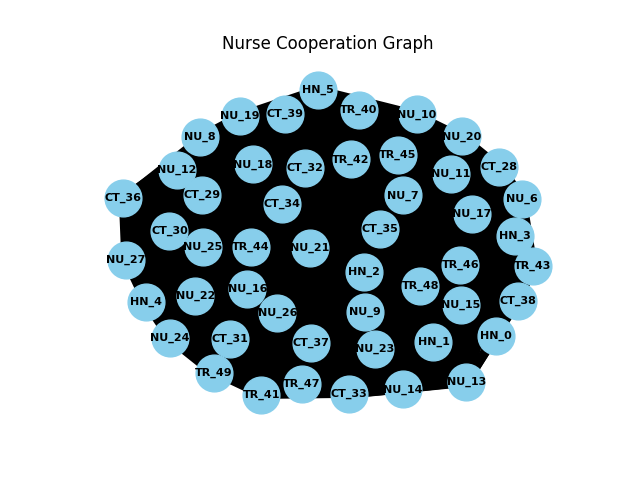 Nurse Cooperation Graph
HN_5
TR_40
CT_39
NU_10
NU_19
NU_20
NU_8
TR_45
TR_42
NU_18
CT_32
CT_28
NU_12
NU_11
CT_29
NU_7
CT_36
NU_6
CT_34
NU_17
CT_35
CT_30
HN_3
NU_25
TR_44
NU_21
NU_27
TR_46
TR_43
HN_2
TR_48
NU_16
NU_22
HN_4
CT_38
NU_15
NU_9
NU_26
HN_0
NU_24
CT_31
HN_1
CT_37
NU_23
TR_49
NU_13
TR_47
NU_14
CT_33
TR_41